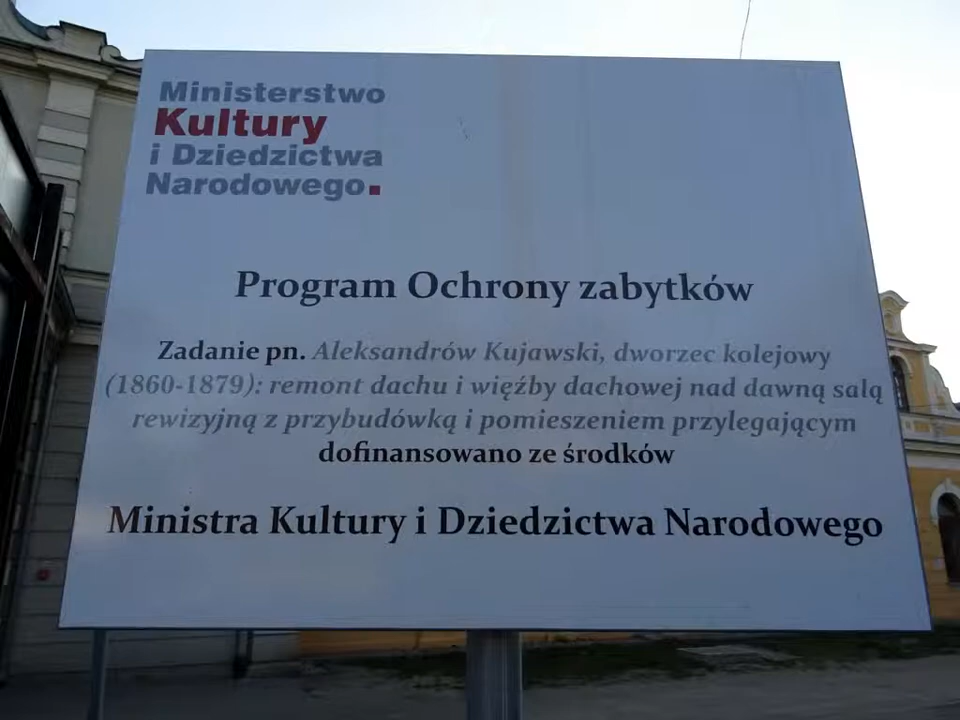 Ministerstwo
Kultury
i Dziedzictwa
Narodowego.
Program Ochrony zabytków
Zadanie pn. Aleksandrów Kujawski, dworzec kolejowy
(1860-1879): remont dachu i więźby dachowej nad dawną salą
rewizyjną z przybudówką i pomieszczeniem przylegającym
dofinansowano ze środków
Ministra Kultury i Dziedzictwa Narodowego